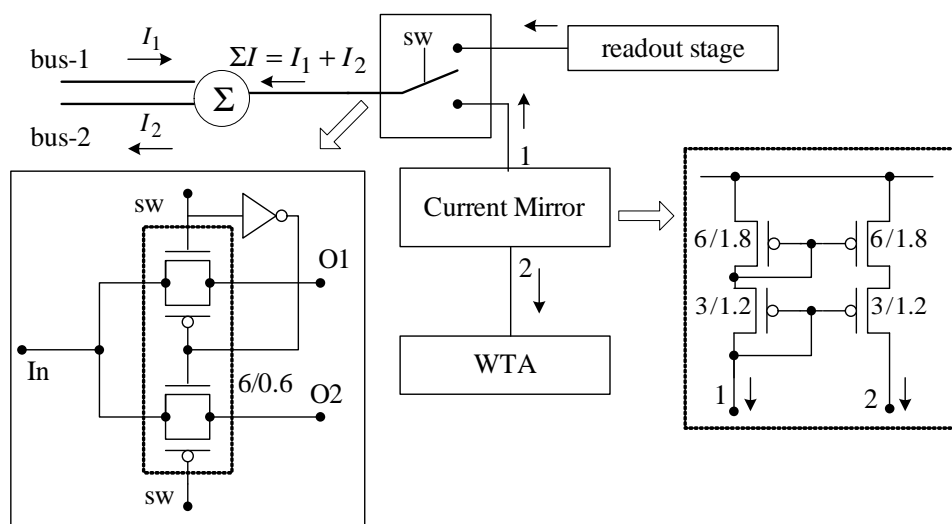 bus-1
I₁
ΣI = I₁ + I₂
Σ
bus-2
I₂
sw
readout stage
1
Current Mirror
2
WTA
sw
O1
In
6/0.6
O2
sw
6/1.8
6/1.8
3/1.2
3/1.2
1
2